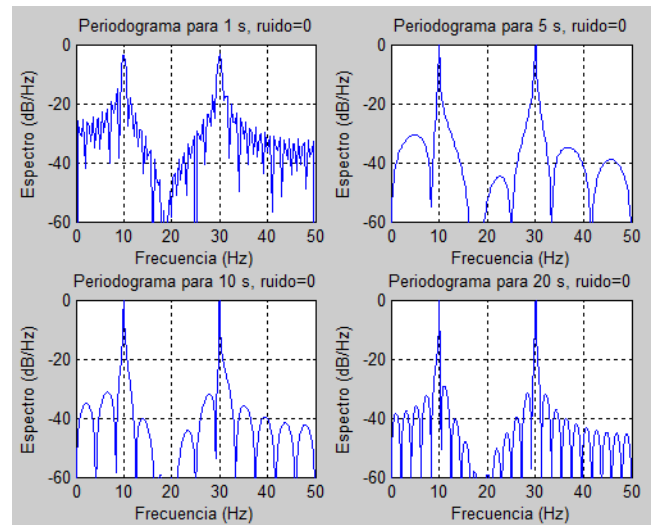 Periodograma para 1 s, ruido=0
Espectro (dB/Hz)
0
-20
-40
-60
0 10 20 30 40 50
Frecuencia (Hz)
Periodograma para 5 s, ruido=0
Espectro (dB/Hz)
0
-20
-40
-60
0 10 20 30 40 50
Frecuencia (Hz)
Periodograma para 10 s, ruido=0
Espectro (dB/Hz)
0
-20
-40
-60
0 10 20 30 40 50
Frecuencia (Hz)
Periodograma para 20 s, ruido=0
Espectro (dB/Hz)
0
-20
-40
-60
0 10 20 30 40 50
Frecuencia (Hz)